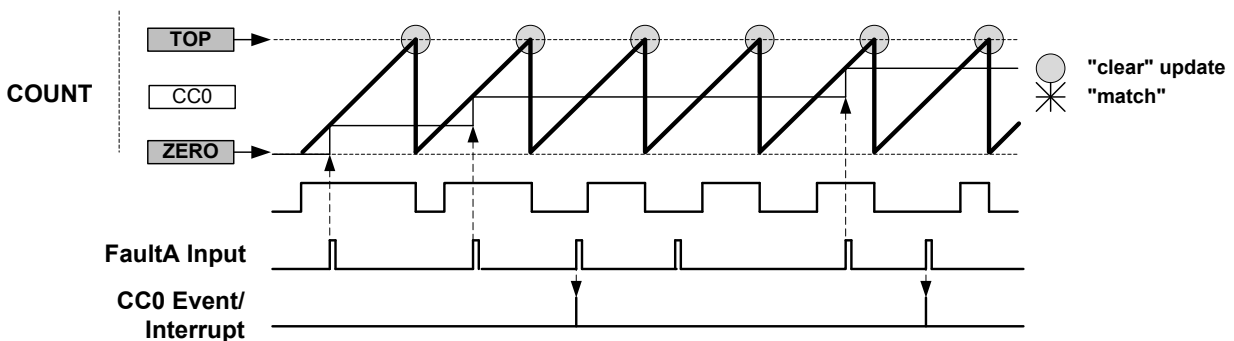 TOP
COUNT
CC0
ZERO
"clear" update
"match"
FaultA Input
CC0 Event/
Interrupt